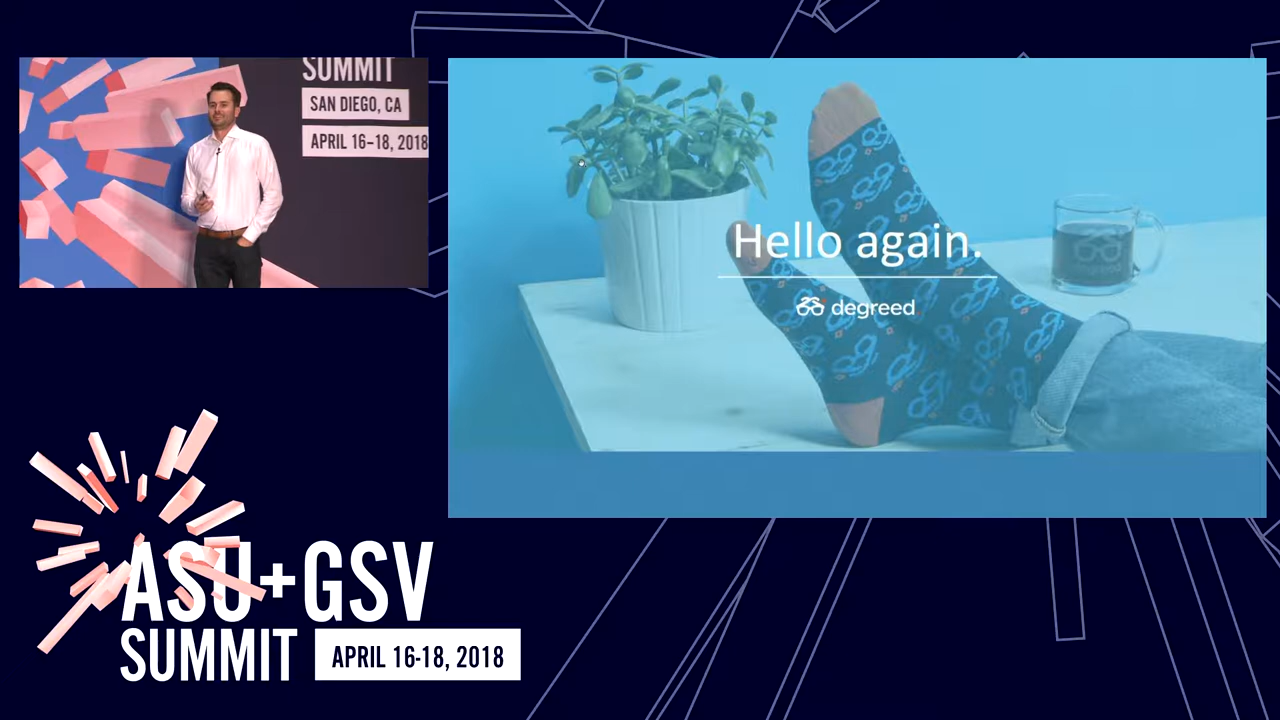 SUMMIT
SAN DIEGO, CA
APRIL 16-18, 2018
Hello again.
degreed
ASU+GSV
SUMMIT
APRIL 16-18, 2018